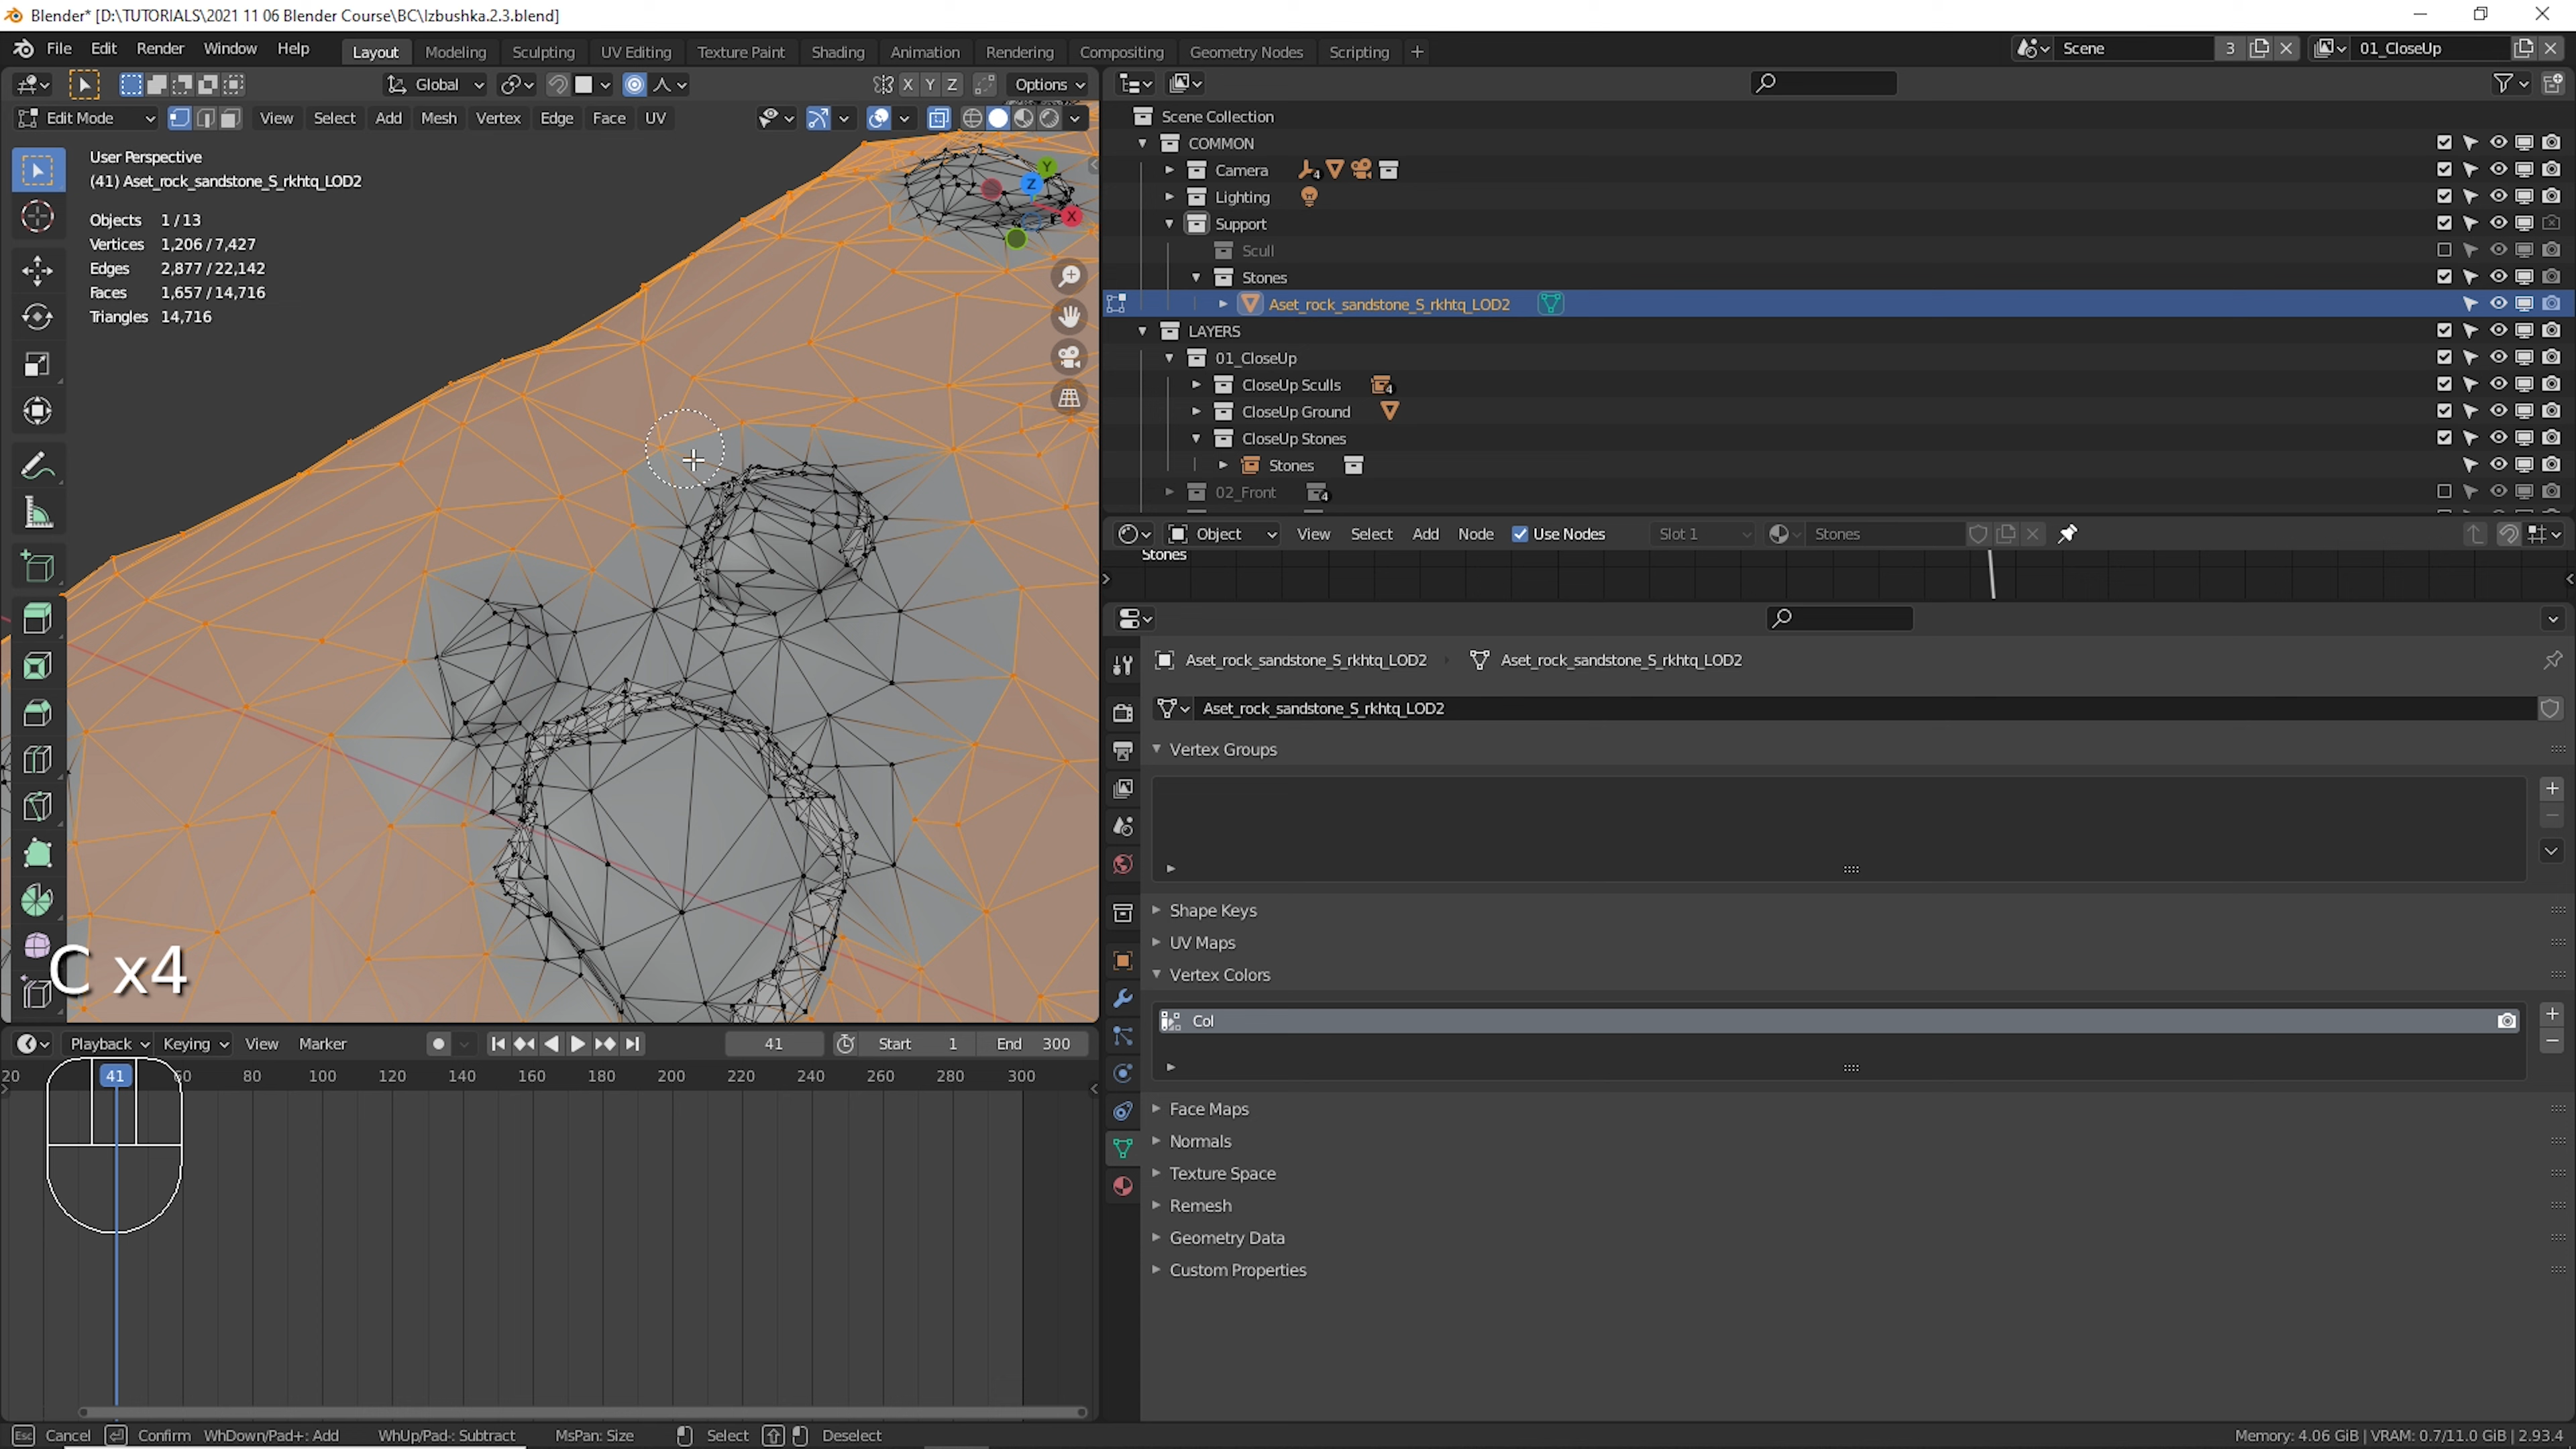 Blender* [D:\TUTORIALS\2021 11 06 Blender Course\BC\Izbushka.2.3.blend]
File Edit Render Window Help Layout Modeling Sculpting UV Editing Texture Paint Shading Animation Rendering Compositing Geometry Nodes Scripting + Scene 3 01_CloseUp
Global X Y Z Options
Edit Mode View Select Add Mesh Vertex Edge Face UV
User Perspective
(41) Aset_rock_sandstone_S_rkhtq_LOD2
Objects 1 / 13
Vertices 1,206 / 7,427
Edges 2,877 / 22,142
Faces 1,657 / 14,716
Triangles 14,716
Y
Z
X
C x4
Scene Collection
COMMON
Camera 4
Lighting
Support
Scull
Stones
Aset_rock_sandstone_S_rkhtq_LOD2
LAYERS
01_CloseUp
CloseUp Sculls 4
CloseUp Ground
CloseUp Stones
Stones
02_Front 4
Object View Select Add Node Use Nodes Slot 1 Stones
Stones
Aset_rock_sandstone_S_rkhtq_LOD2 Aset_rock_sandstone_S_rkhtq_LOD2
Aset_rock_sandstone_S_rkhtq_LOD2
Vertex Groups
Shape Keys
UV Maps
Vertex Colors
Col
Face Maps
Normals
Texture Space
Remesh
Geometry Data
Custom Properties
Playback Keying View Marker 41 Start 1 End 300
20 41 60 80 100 120 140 160 180 200 220 240 260 280 300
Esc Cancel Confirm WhDown/Pad+: Add WhUp/Pad-: Subtract MsPan: Size Select Deselect Memory: 4.06 GiB | VRAM: 0.7/11.0 GiB | 2.93.4